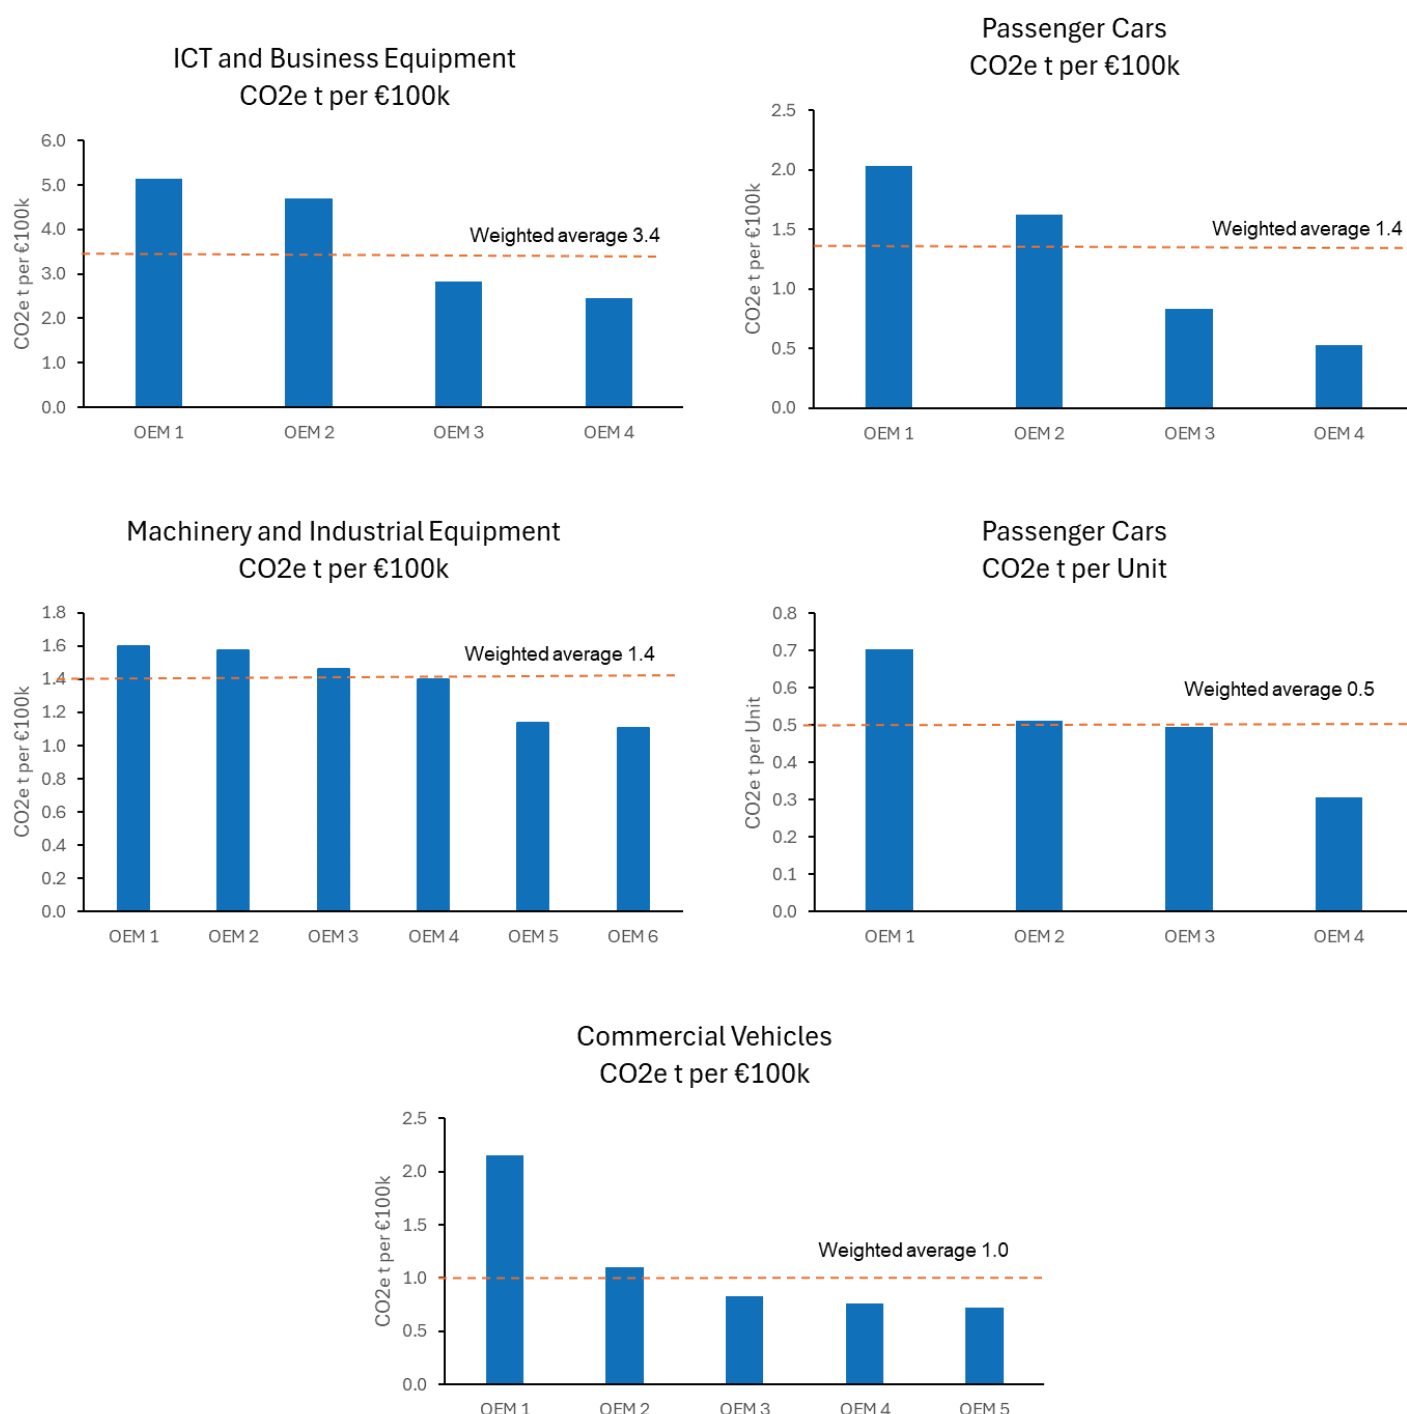 ICT and Business Equipment
CO2e t per €100k
CO2e t per €100k
6.0
5.0
4.0
3.0
2.0
1.0
0.0
Weighted average 3.4
OEM 1 OEM 2 OEM 3 OEM 4
Passenger Cars
CO2e t per €100k
CO2e t per €100k
2.5
2.0
1.5
1.0
0.5
0.0
Weighted average 1.4
OEM 1 OEM 2 OEM 3 OEM 4
Machinery and Industrial Equipment
CO2e t per €100k
CO2e t per €100k
1.8
1.6
1.4
1.2
1.0
0.8
0.6
0.4
0.2
0.0
Weighted average 1.4
OEM 1 OEM 2 OEM 3 OEM 4 OEM 5 OEM 6
Passenger Cars
CO2e t per Unit
CO2e t per Unit
0.8
0.7
0.6
0.5
0.4
0.3
0.2
0.1
0.0
Weighted average 0.5
OEM 1 OEM 2 OEM 3 OEM 4
Commercial Vehicles
CO2e t per €100k
CO2e t per €100k
2.5
2.0
1.5
1.0
0.5
0.0
Weighted average 1.0
OEM 1 OEM 2 OEM 3 OEM 4 OEM 5